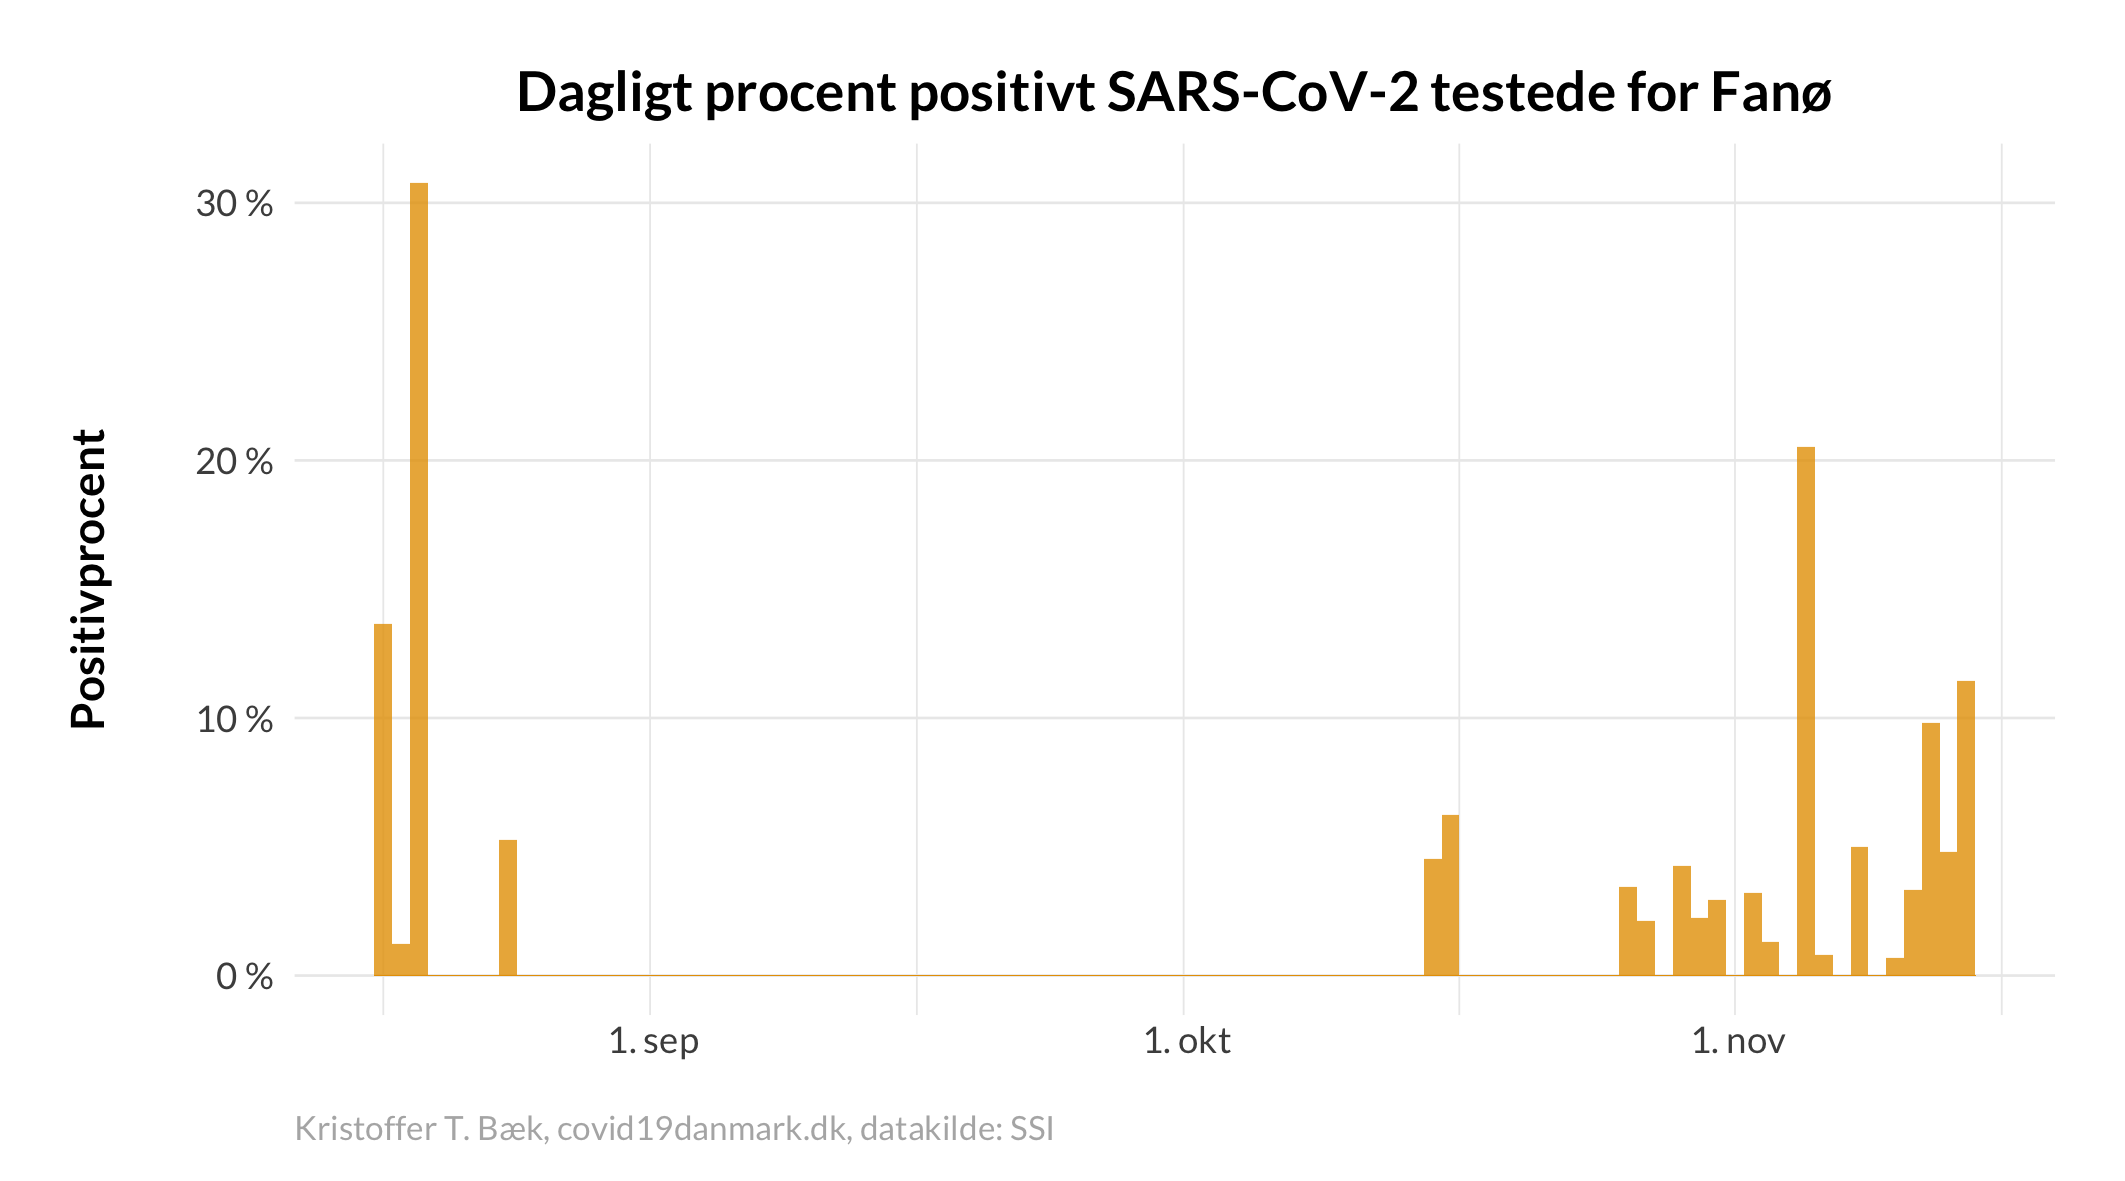 Dagligt procent positivt SARS-CoV-2 testede for Fanø
Positivprocent
30 %
20 %
10 %
0 %
1. sep
1. okt
1. nov
Kristoffer T. Bæk, covid19danmark.dk, datakilde: SSI